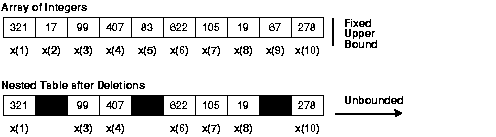 Array of Integers
321 17 99 407 83 622 105 19 67 278
Fixed
Upper
Bound
x(1) x(2) x(3) x(4) x(5) x(6) x(7) x(8) x(9) x(10)
Nested Table after Deletions
321 99 407 622 105 19 278
Unbounded
x(1) x(3) x(4) x(6) x(7) x(8) x(10)